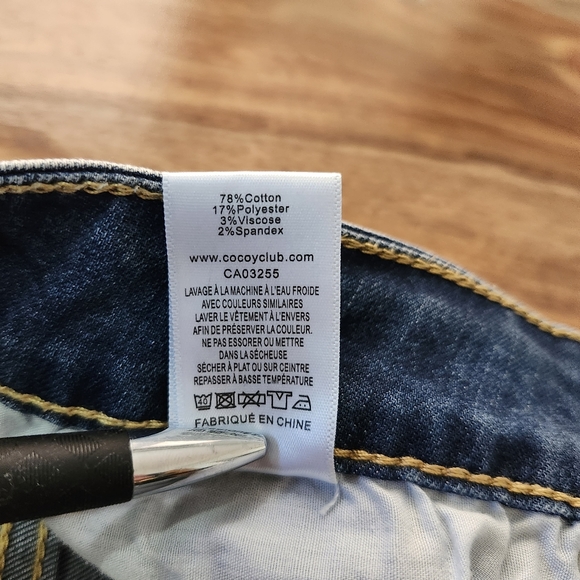 78%Cotton
17%Polyester
3%Viscose
2%Spandex
www.cocoyclub.com
CA03255
LAVAGE À LA MACHINE À L'EAU FROIDE
AVEC COULEURS SIMILAIRES
LAVER LE VÊTEMENT À L'ENVERS
AFIN DE PRÉSERVER LA COULEUR.
NE PAS ESSORER OU METTRE
DANS LA SÈCHEUSE
SÉCHER À PLAT OU SUR CEINTRE
REPASSER À BASSE TEMPÉRATURE
40
FABRIQUÉ EN CHINE